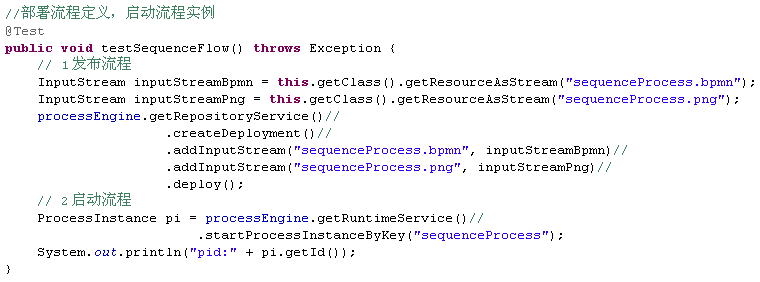 //部署流程定义，启动流程实例
@Test
public void testSequenceFlow() throws Exception {
    // 1发布流程
    InputStream inputStreamBpmn = this.getClass().getResourceAsStream("sequenceProcess.bpmn");
    InputStream inputStreamPng = this.getClass().getResourceAsStream("sequenceProcess.png");
    processEngine.getRepositoryService()//
                    .createDeployment()//
                    .addInputStream("sequenceProcess.bpmn", inputStreamBpmn)//
                    .addInputStream("sequenceProcess.png", inputStreamPng)//
                    .deploy();
    // 2启动流程
    ProcessInstance pi = processEngine.getRuntimeService()//
                        .startProcessInstanceByKey("sequenceProcess");
    System.out.println("pid:" + pi.getId());
}